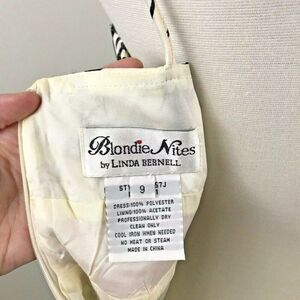 Blondie Nites
by LINDA BERNELL
ST 9 57J
DRESS:100% POLYESTER
LINING:100% ACETATE
PROFESSIONALLY DRY
CLEAN ONLY
COOL IRON WHEN NEEDED
NO HEAT OR STEAM
MADE IN CHINA